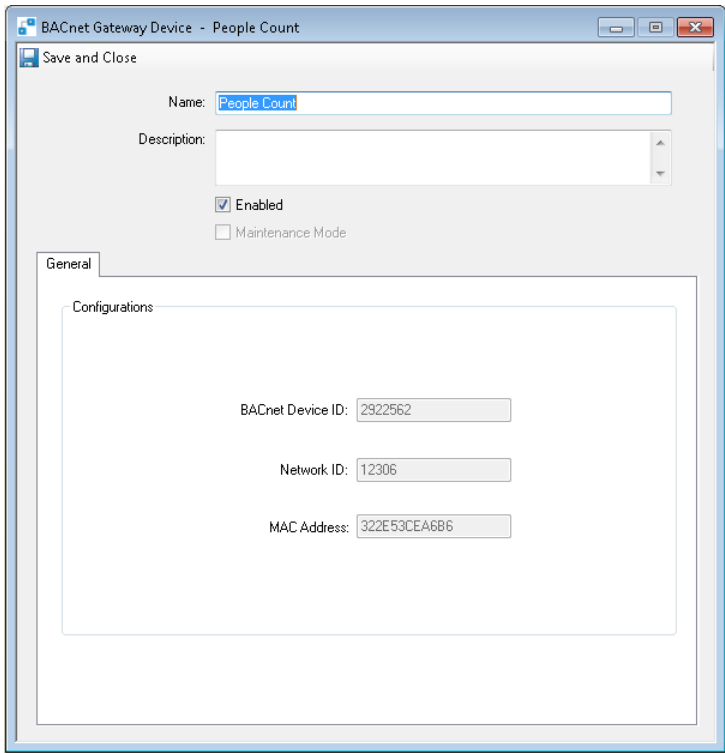 BACnet Gateway Device - People Count
Save and Close
Name: People Count
Description:
Enabled
Maintenance Mode
General
Configurations
BACnet Device ID: 2922562
Network ID: 12306
MAC Address: 322E53CEA6B6